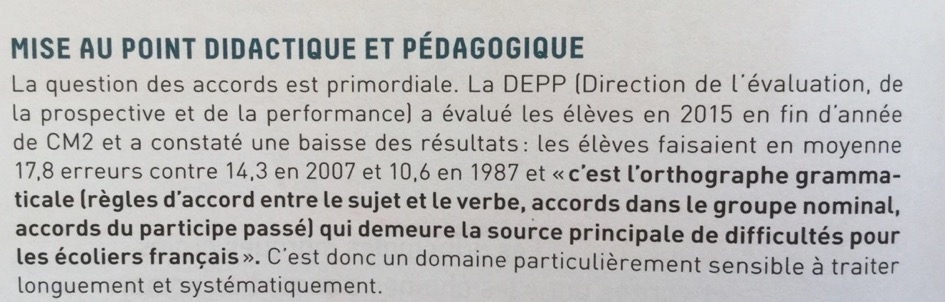 MISE AU POINT DIDACTIQUE ET PÉDAGOGIQUE
La question des accords est primordiale. La DEPP (Direction de l'évaluation, de
la prospective et de la performance) a évalué les élèves en 2015 en fin d'année
de CM2 et a constaté une baisse des résultats : les élèves faisaient en moyenne
17,8 erreurs contre 14,3 en 2007 et 10,6 en 1987 et « c'est l'orthographe gramma-
ticale (règles d'accord entre le sujet et le verbe, accords dans le groupe nominal,
accords du participe passé) qui demeure la source principale de difficultés pour
les écoliers français ». C'est donc un domaine particulièrement sensible à traiter
longuement et systématiquement.